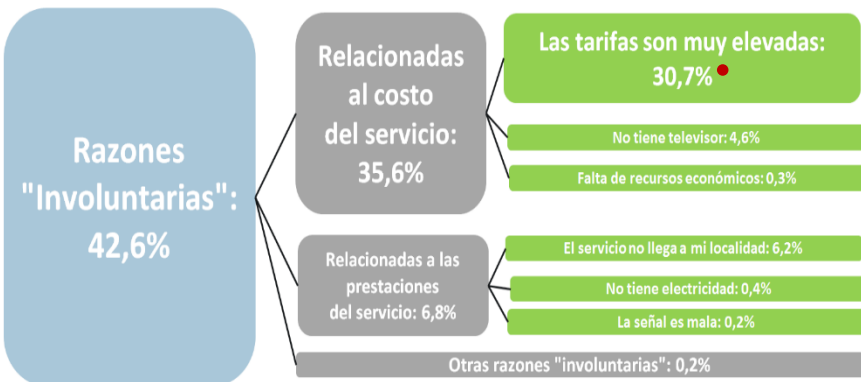 Razones
"Involuntarias":
42,6%
Relacionadas
al costo
del servicio:
35,6%
Las tarifas son muy elevadas:
30,7%
No tiene televisor: 4,6%
Falta de recursos económicos: 0,3%
Relacionadas a las
prestaciones
del servicio: 6,8%
El servicio no llega a mi localidad: 6,2%
No tiene electricidad: 0,4%
La señal es mala: 0,2%
Otras razones "involuntarias": 0,2%